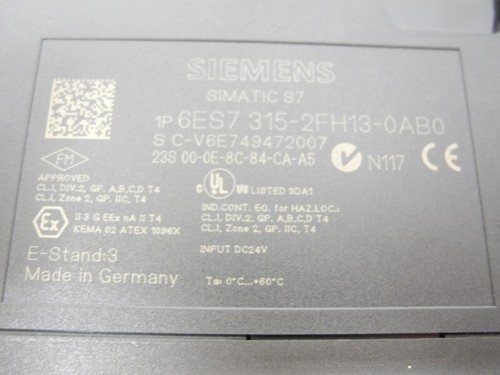 SIEMENS
SIMATIC S7
1P 6ES7 315-2FH13-0AB0
S C-V6E749472007
23S 00-0E-8C-84-CA-A5
N117
FM
APPROVED
CL.I, DIV.2, GP. A,B,C,D T4
CL.I, Zone 2, GP. IIC, T4
c UL US LISTED
IND.CONT. EQ. for HAZ.LOC.:
CL.I, DIV.2, GP. A,B,C,D T4
CL.I, Zone 2, GP. IIC, T4
Ex
II 3 G EEx nA II T4
KEMA 02 ATEX 1096X
INPUT DC24V
E-Stand:3
Made in Germany
Ta: 0°C...+60°C